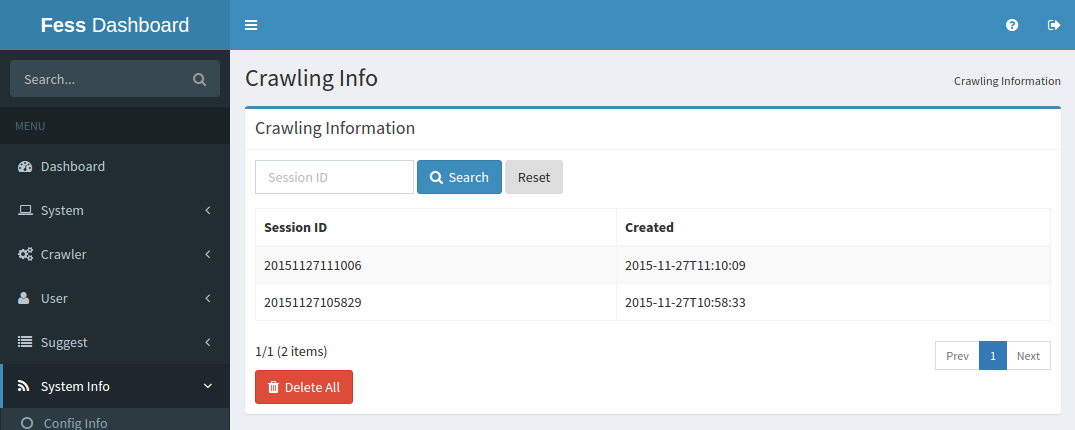 Fess Dashboard
Search...
MENU
Dashboard
System
Crawler
User
Suggest
System Info
Config Info
Crawling Info
Crawling Information
Crawling Information
Session ID
Search
Reset
Session ID Created
20151127111006 2015-11-27T11:10:09
20151127105829 2015-11-27T10:58:33
1/1 (2 items)
Prev 1 Next
Delete All